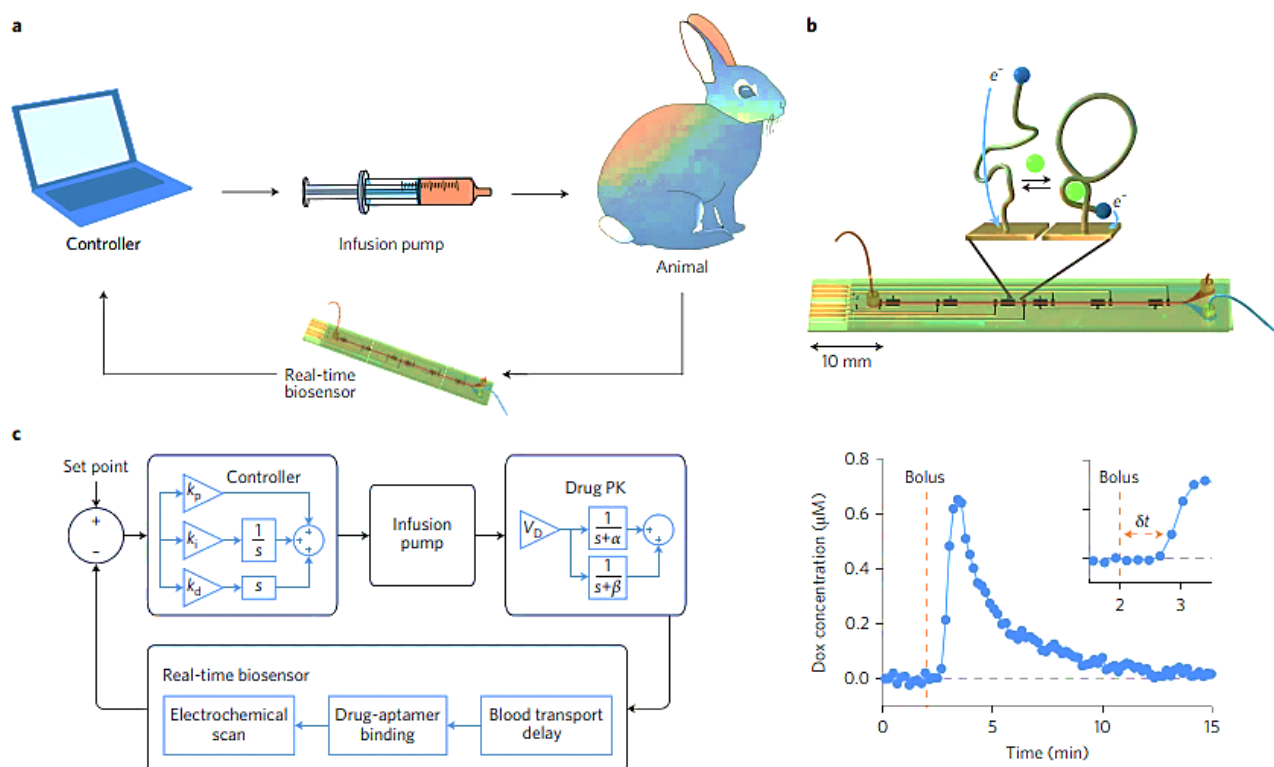 a
Controller
Infusion pump
Animal
Real-time
biosensor
b
e⁻
e⁻
10 mm
c
Set point
+
−
Controller
kp
ki
1
s
kd
s
+
+
+
Infusion
pump
Drug PK
VD
1
s+α
1
s+β
+
+
Real-time biosensor
Electrochemical
scan
Drug-aptamer
binding
Blood transport
delay
Dox concentration (μM)
0.8
0.6
0.4
0.2
0.0
Bolus
0
5
10
15
Time (min)
Bolus
δt
2
3